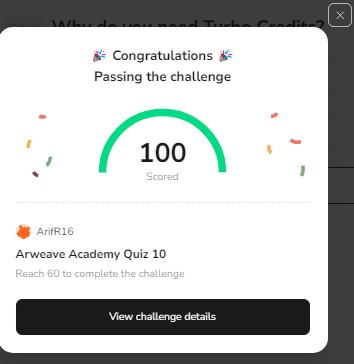 Why do you need Turbo Credits?
🎉 Congratulations 🎉
Passing the challenge
100
Scored
ArifR16
Arweave Academy Quiz 10
Reach 60 to complete the challenge
View challenge details